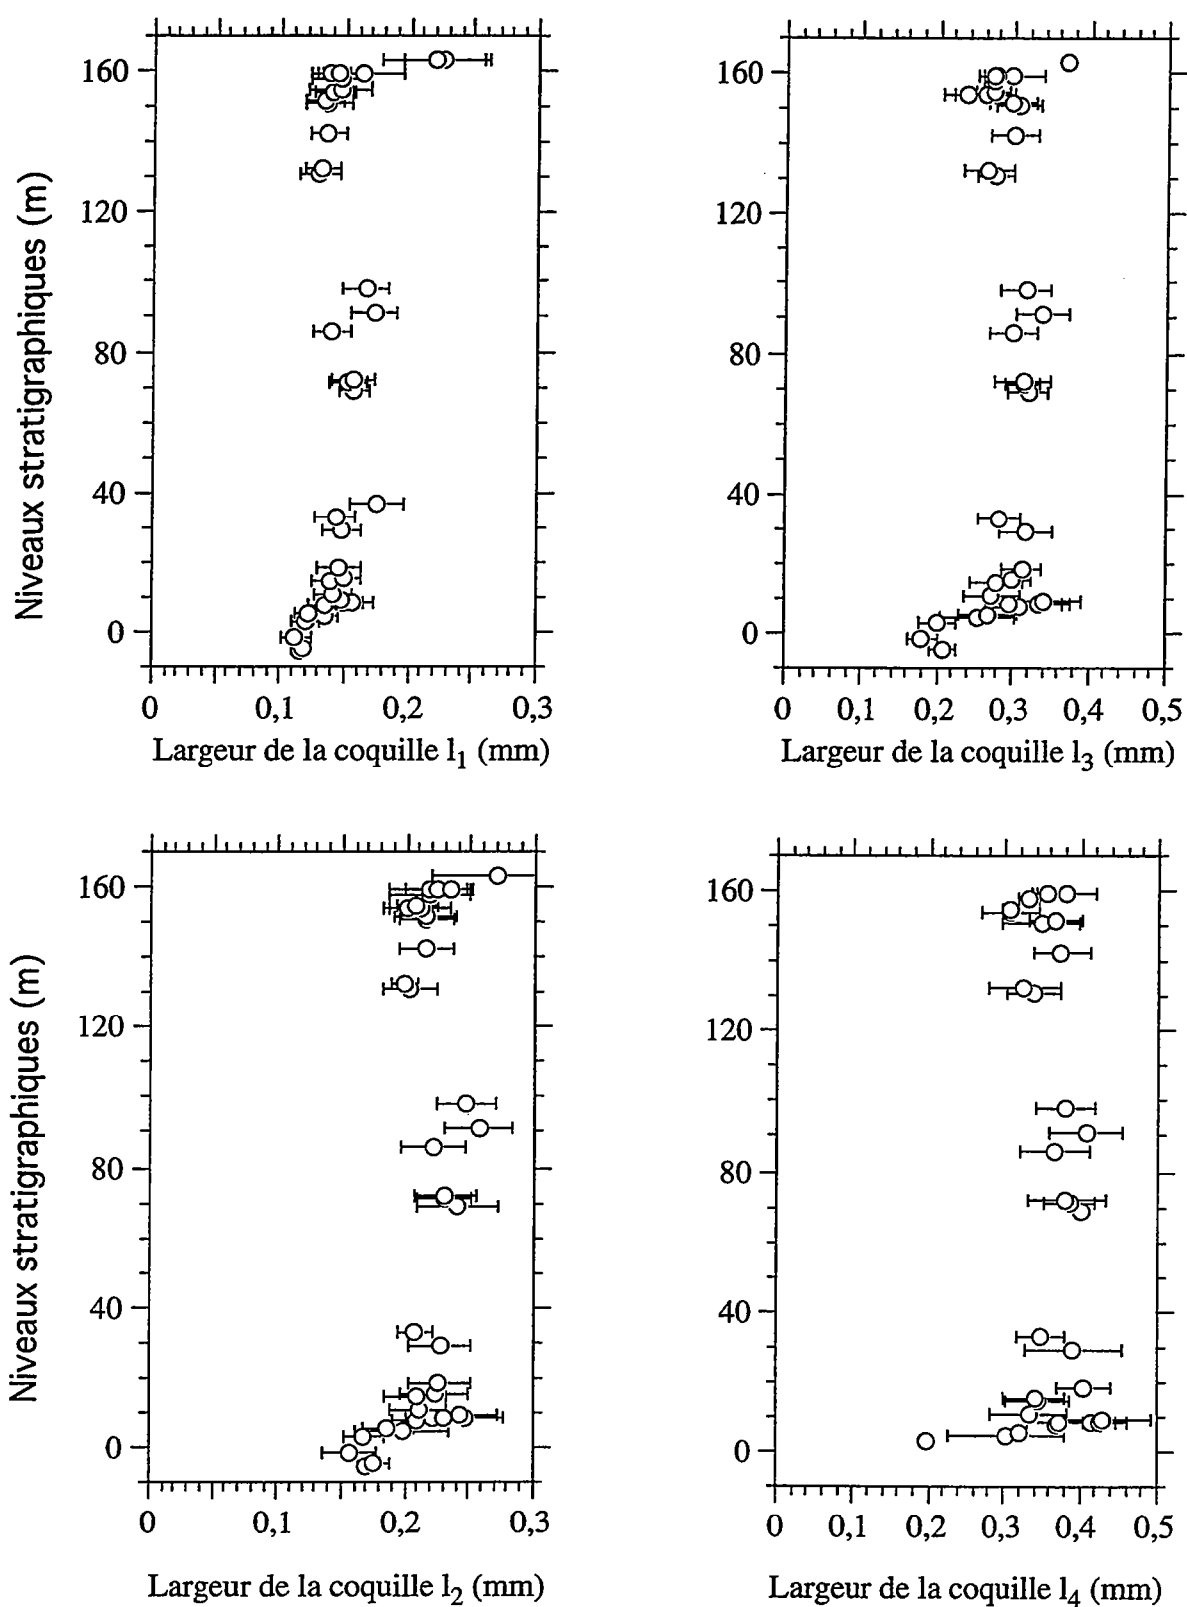 Niveaux stratigraphiques (m)
160
120
80
40
0
0 0,1 0,2 0,3
Largeur de la coquille l1 (mm)
160
120
80
40
0
0 0,1 0,2 0,3 0,4 0,5
Largeur de la coquille l3 (mm)
Niveaux stratigraphiques (m)
160
120
80
40
0
0 0,1 0,2 0,3
Largeur de la coquille l2 (mm)
160
120
80
40
0
0 0,1 0,2 0,3 0,4 0,5
Largeur de la coquille l4 (mm)